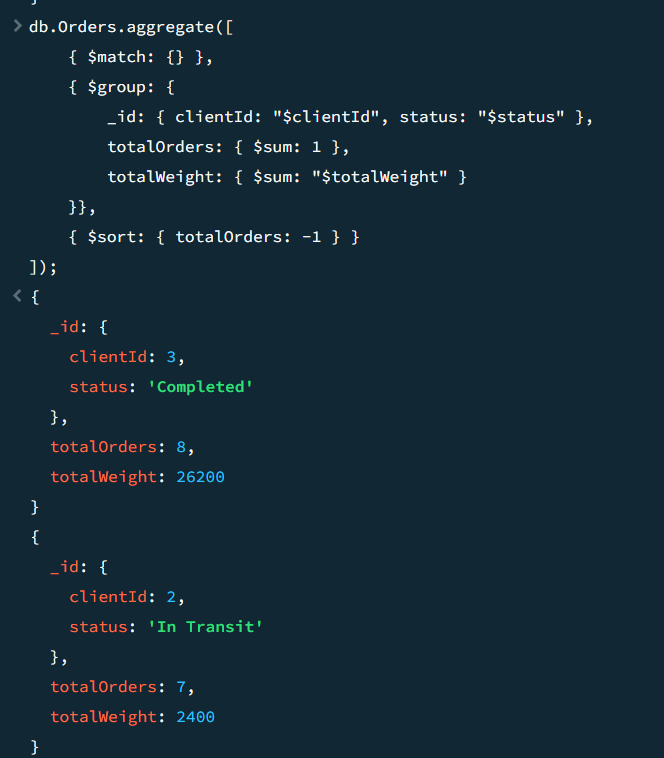 > db.Orders.aggregate([
{ $match: {} },
{ $group: {
_id: { clientId: "$clientId", status: "$status" },
totalOrders: { $sum: 1 },
totalWeight: { $sum: "$totalWeight" }
}},
{ $sort: { totalOrders: -1 } }
]);
< {
_id: {
clientId: 3,
status: 'Completed'
},
totalOrders: 8,
totalWeight: 26200
}
{
_id: {
clientId: 2,
status: 'In Transit'
},
totalOrders: 7,
totalWeight: 2400
}